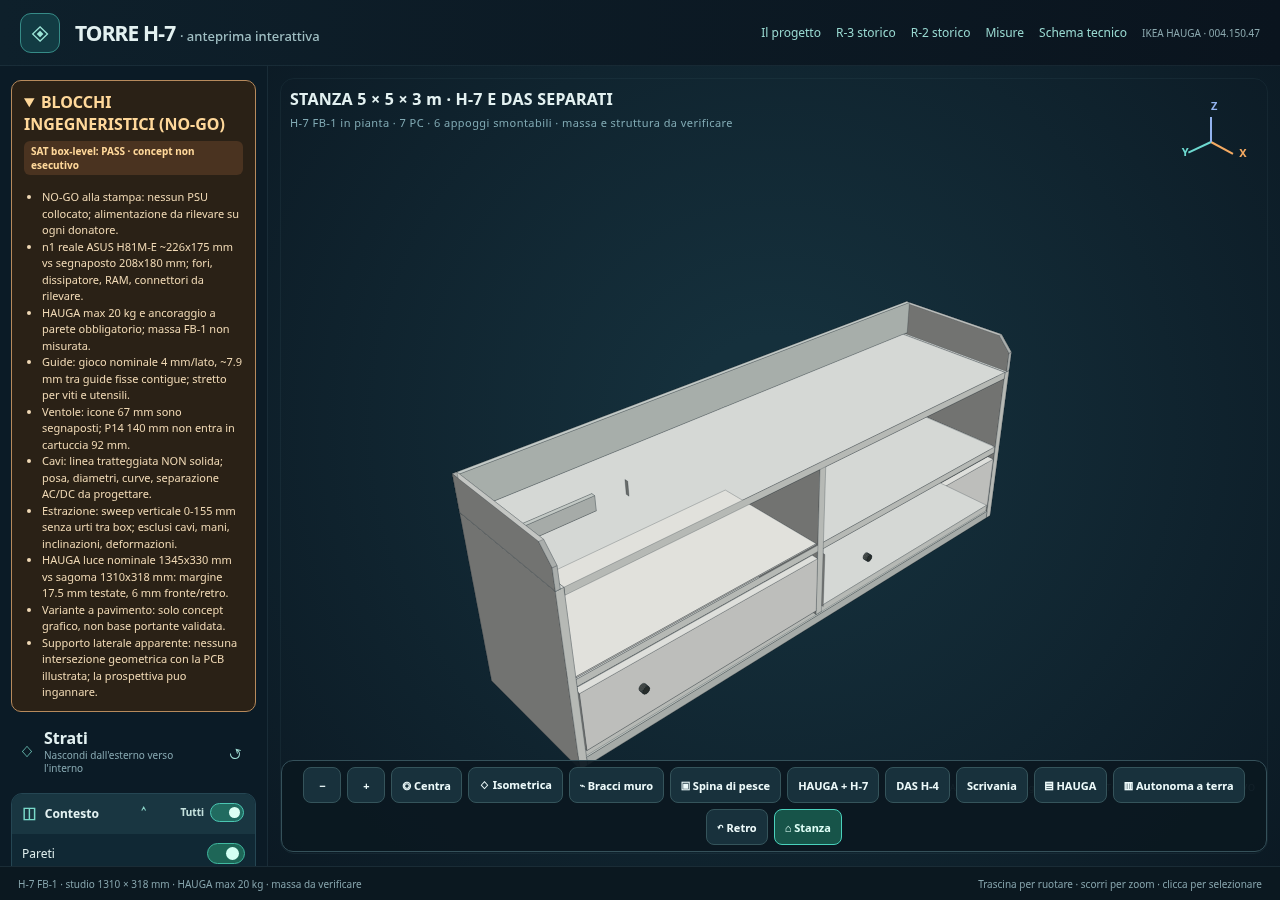 TORRE H-7 · anteprima interattiva
Il progetto R-3 storico R-2 storico Misure Schema tecnico IKEA HAUGA · 004.150.47
▼ BLOCCHI
INGEGNERISTICI (NO-GO)
SAT box-level: PASS · concept non
esecutivo
• NO-GO alla stampa: nessun PSU
collocato; alimentazione da rilevare su
ogni donatore.
• n1 reale ASUS H81M-E ~226x175 mm
vs segnaposto 208x180 mm; fori,
dissipatore, RAM, connettori da
rilevare.
• HAUGA max 20 kg e ancoraggio a
parete obbligatorio; massa FB-1 non
misurata.
• Guide: gioco nominale 4 mm/lato, ~7.9
mm tra guide fisse contigue; stretto
per viti e utensili.
• Ventole: icone 67 mm sono
segnaposti; P14 140 mm non entra in
cartuccia 92 mm.
• Cavi: linea tratteggiata NON solida;
posa, diametri, curve, separazione
AC/DC da progettare.
• Estrazione: sweep verticale 0-155 mm
senza urti tra box; esclusi cavi, mani,
inclinazioni, deformazioni.
• HAUGA luce nominale 1345x330 mm
vs sagoma 1310x318 mm: margine
17.5 mm testate, 6 mm fronte/retro.
• Variante a pavimento: solo concept
grafico, non base portante validata.
• Supporto laterale apparente: nessuna
intersezione geometrica con la PCB
illustrata; la prospettiva puo
ingannare.
Strati
Nascondi dall'esterno verso
l'interno
Contesto Tutti
Pareti
STANZA 5 × 5 × 3 m · H-7 E DAS SEPARATI
H-7 FB-1 in pianta · 7 PC · 6 appoggi smontabili · massa e struttura da verificare
Z
Y X
− + Centra Isometrica Bracci muro Spina di pesce HAUGA + H-7 DAS H-4 Scrivania HAUGA Autonoma a terra
Retro Stanza
H-7 FB-1 · studio 1310 × 318 mm · HAUGA max 20 kg · massa da verificare
Trascina per ruotare · scorri per zoom · clicca per selezionare